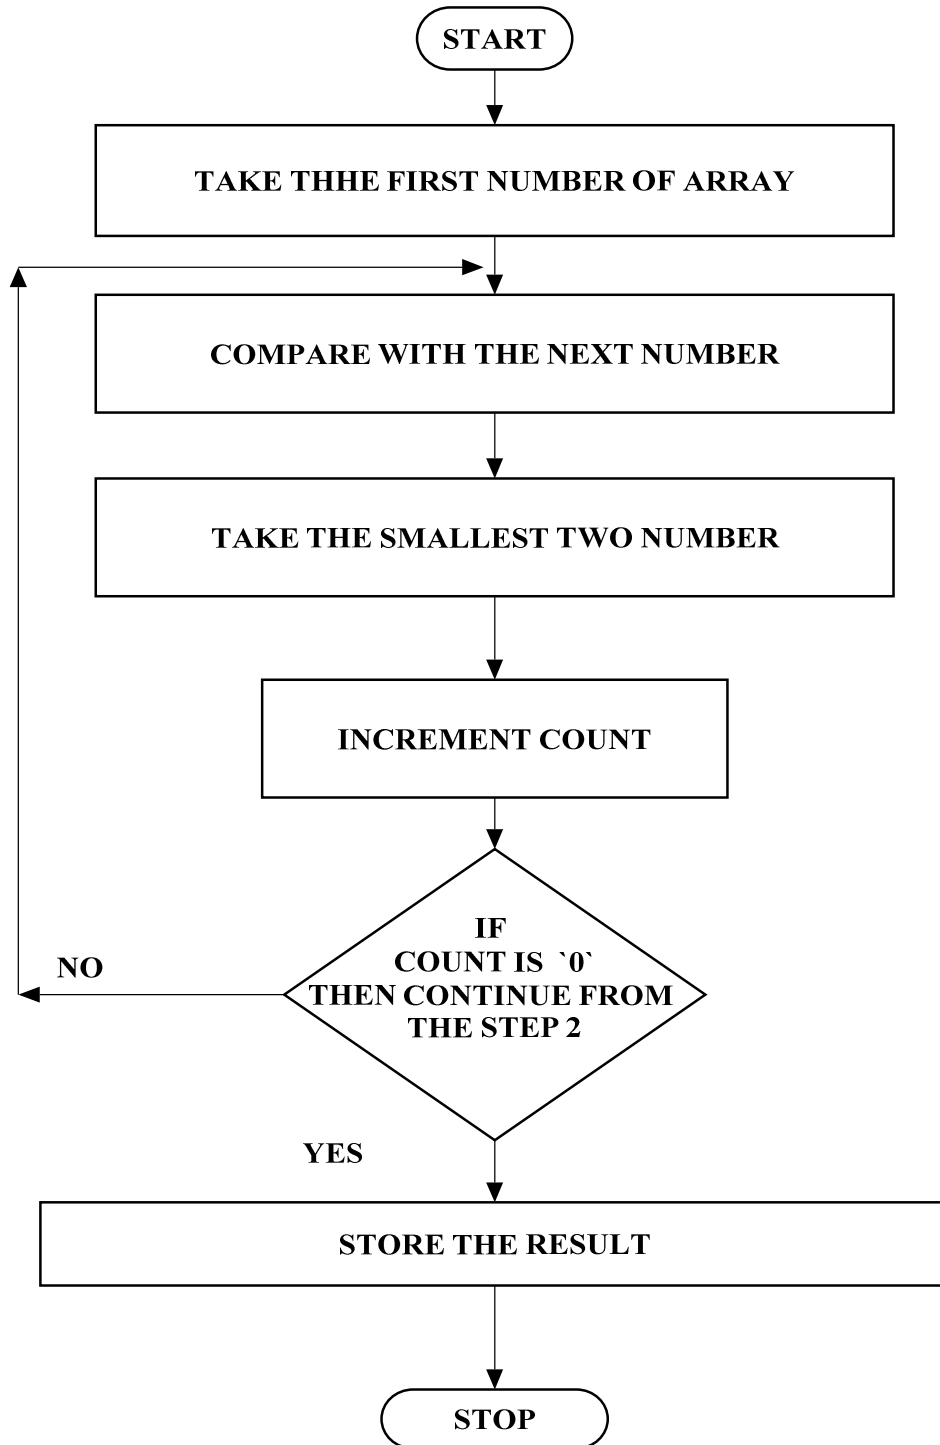 START
TAKE THHE FIRST NUMBER OF ARRAY
COMPARE WITH THE NEXT NUMBER
TAKE THE SMALLEST TWO NUMBER
INCREMENT COUNT
IF
COUNT IS `0`
THEN CONTINUE FROM
THE STEP 2
NO
YES
STORE THE RESULT
STOP